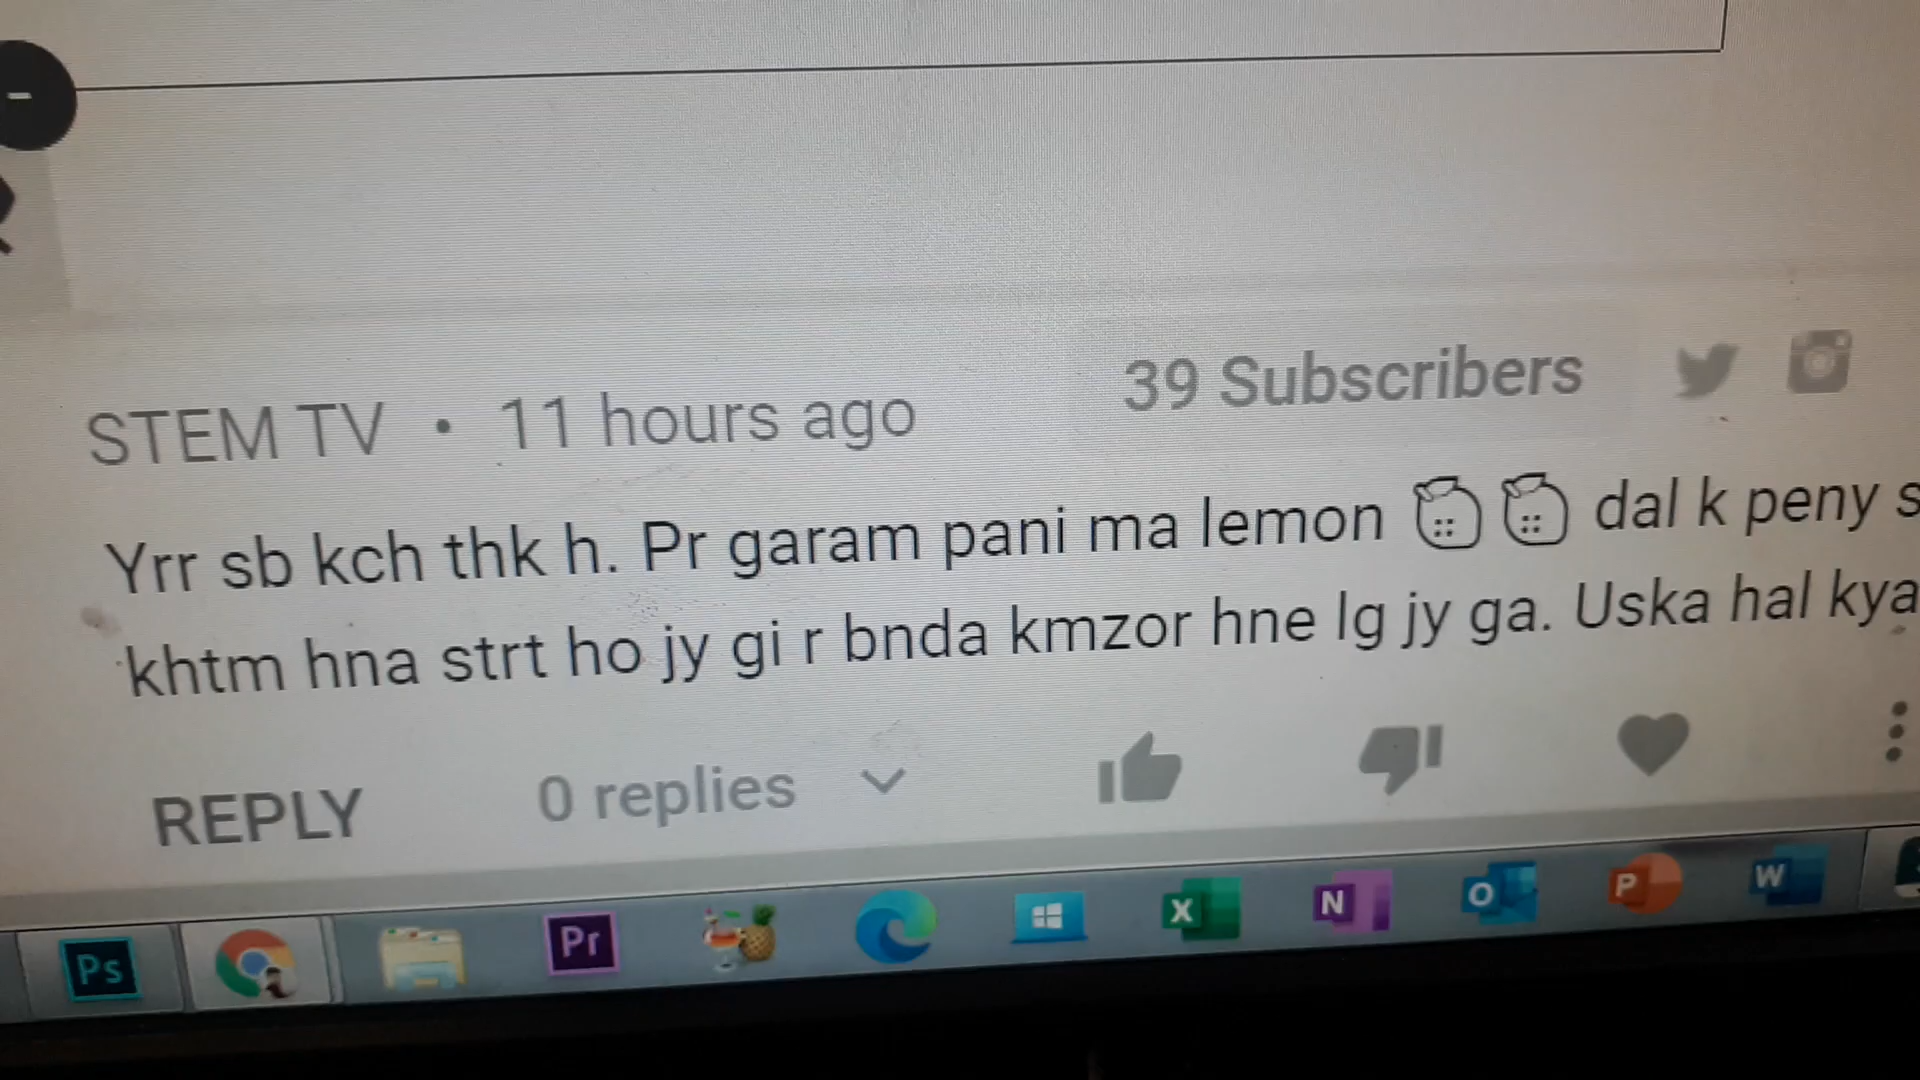 STEM TV • 11 hours ago 39 Subscribers
Yrr sb kch thk h. Pr garam pani ma lemon 🍋🍋 dal k peny
khtm hna strt ho jy gi r bnda kmzor hne lg jy ga. Uska hal kya
REPLY 0 replies
Ps Pr X N O P W